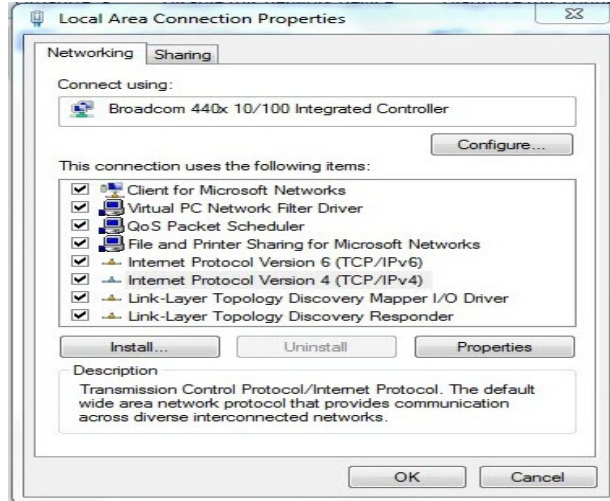 Local Area Connection Properties
Networking Sharing
Connect using:
Broadcom 440x 10/100 Integrated Controller
Configure...
This connection uses the following items:
Client for Microsoft Networks
Virtual PC Network Filter Driver
QoS Packet Scheduler
File and Printer Sharing for Microsoft Networks
Internet Protocol Version 6 (TCP/IPv6)
Internet Protocol Version 4 (TCP/IPv4)
Link-Layer Topology Discovery Mapper I/O Driver
Link-Layer Topology Discovery Responder
Install... Uninstall Properties
Description
Transmission Control Protocol/Internet Protocol. The default
wide area network protocol that provides communication
across diverse interconnected networks.
OK Cancel